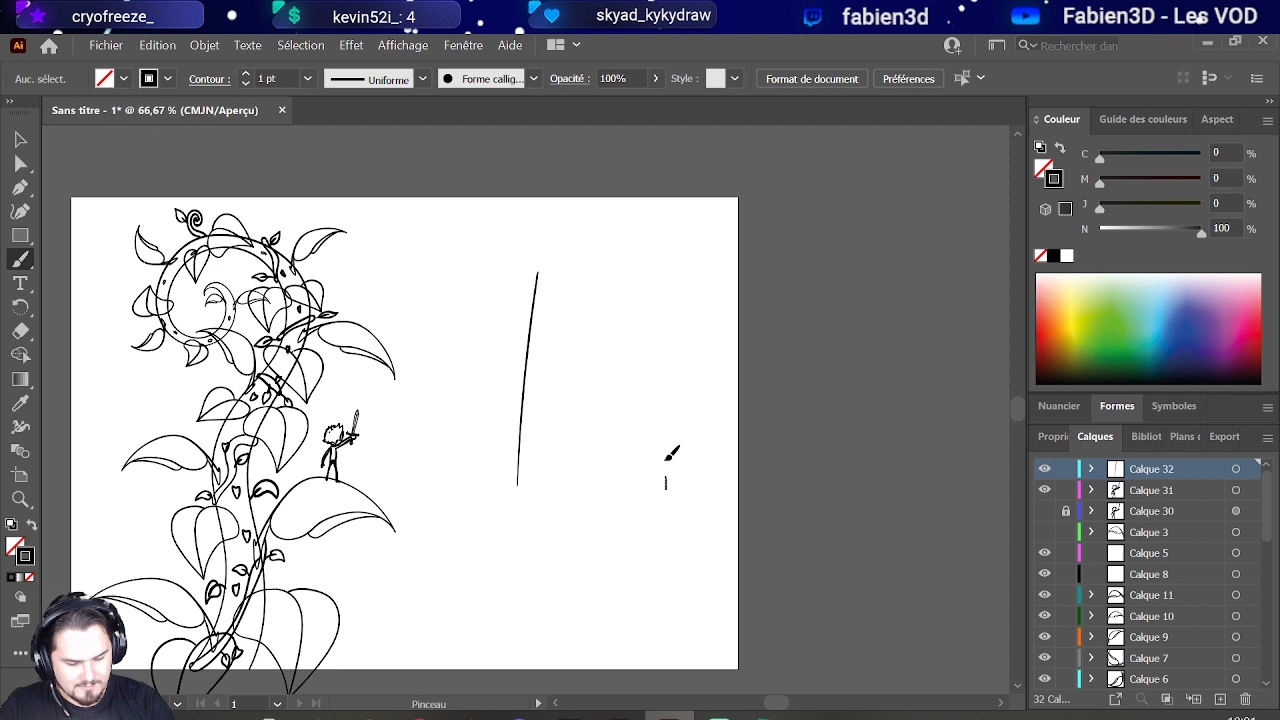 cryofreeze_
kevin52i_: 4
skyad_kykydraw
fabien3d
Fabien3D - Les VOD
Ai
Fichier Edition Objet Texte Sélection Effet Affichage Fenêtre Aide
Rechercher dan
Auc. sélect.
Contour :
1 pt
Uniforme
Forme callig...
Opacité :
100%
Style :
Format de document
Préférences
Sans titre - 1* @ 66,67 % (CMJN/Aperçu)
Couleur Guide des couleurs Aspect
C 0 %
M 0 %
J 0 %
N 100 %
Nuancier Formes Symboles
Propri Calques Bibliot Plans c Export
Calque 32
Calque 31
Calque 30
Calque 3
Calque 5
Calque 8
Calque 11
Calque 10
Calque 9
Calque 7
Calque 6
32 Cal...
1
Pinceau